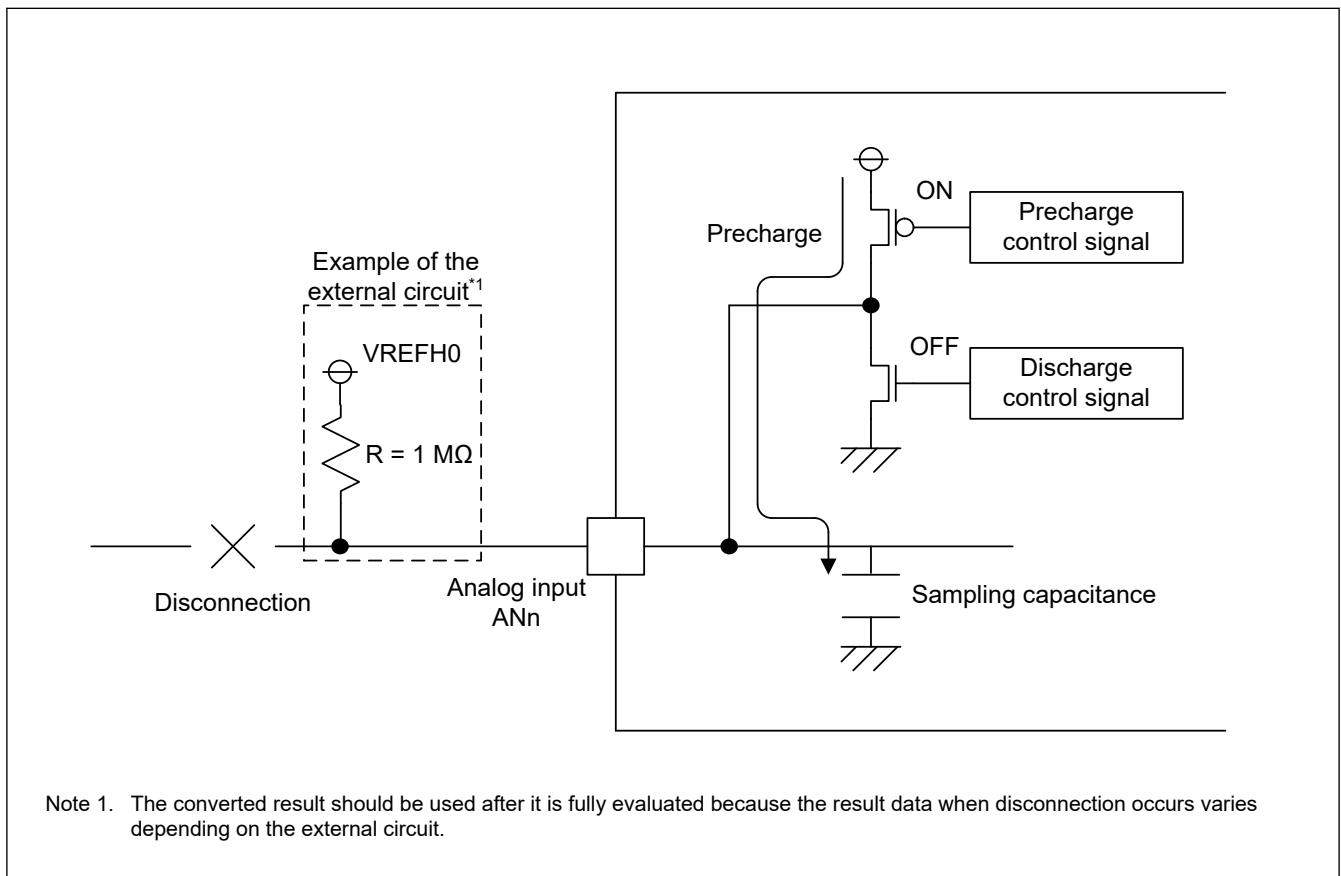 ON
Precharge
control signal
Precharge
Example of the
external circuit*1
VREFH0
OFF
Discharge
control signal
R = 1 MΩ
Disconnection
Analog input
ANn
Sampling capacitance
Note 1. The converted result should be used after it is fully evaluated because the result data when disconnection occurs varies
depending on the external circuit.